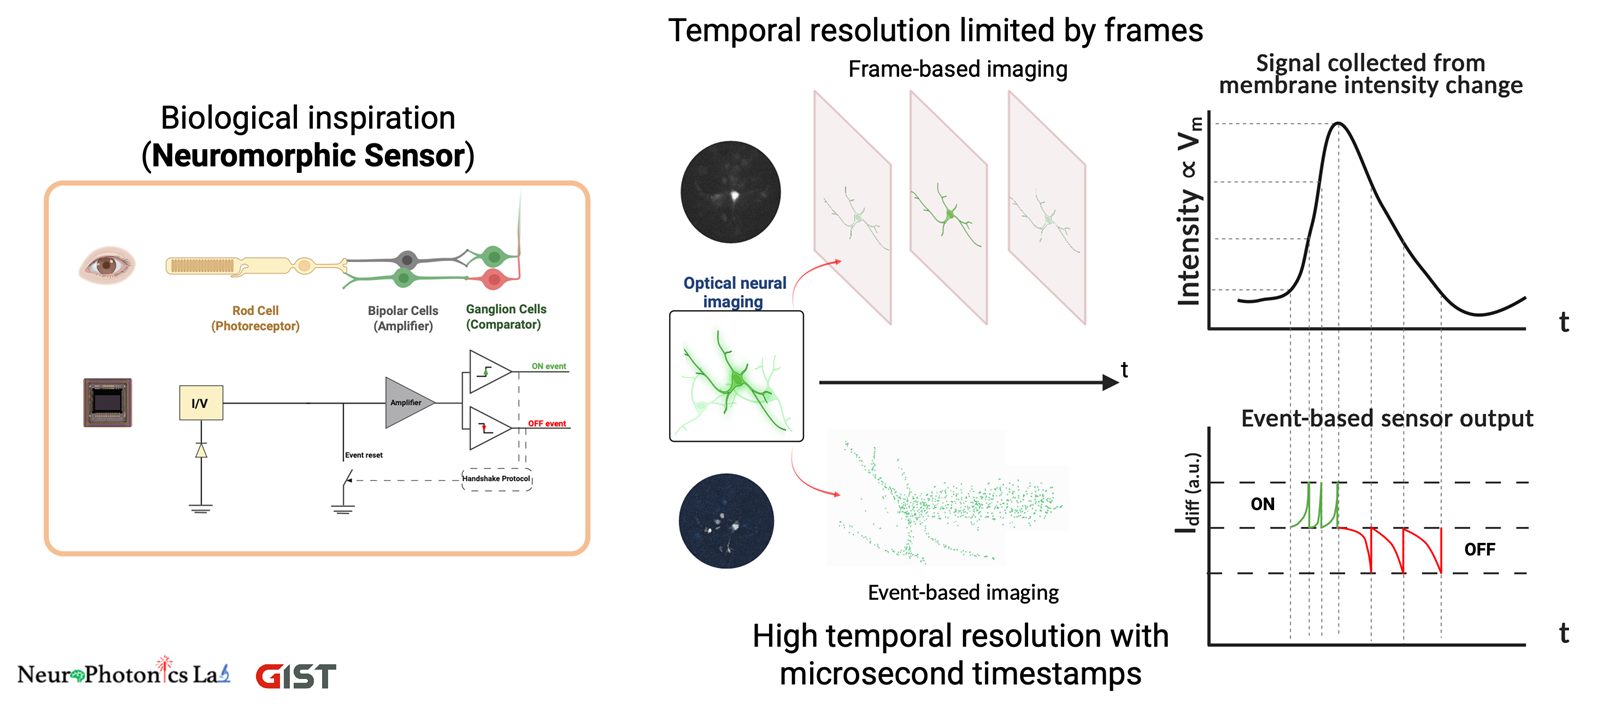 Temporal resolution limited by frames
Frame-based imaging
Signal collected from
membrane intensity change
Biological inspiration
(Neuromorphic Sensor)
Rod Cell
(Photoreceptor)
Bipolar Cells
(Amplifier)
Ganglion Cells
(Comparator)
I/V
Amplifier
ON event
OFF event
Event reset
Handshake Protocol
Optical neural
imaging
t
Event-based imaging
High temporal resolution with
microsecond timestamps
Intensity ∝ Vm
t
Event-based sensor output
Idiff (a.u.)
ON
OFF
t
NeuroPhotonics Lab
GIST